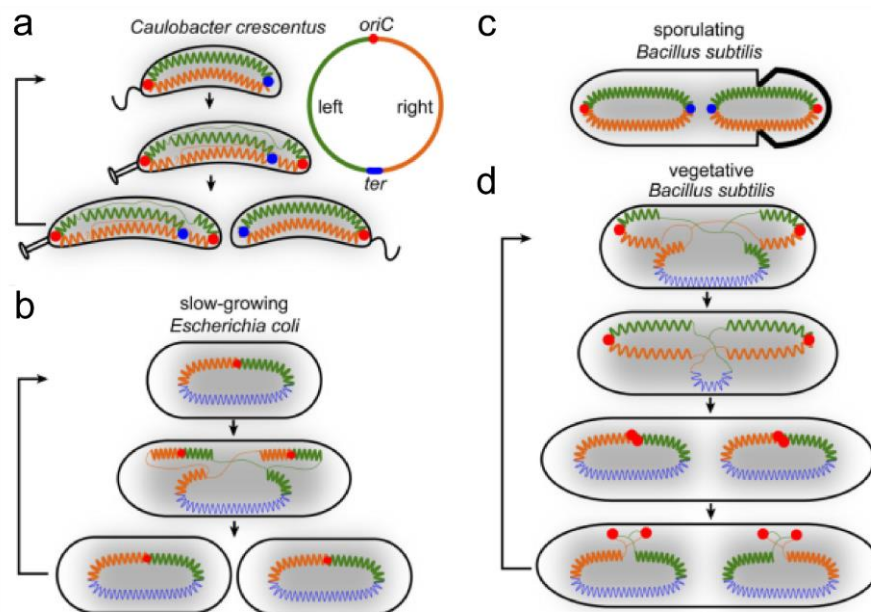 a
Caulobacter crescentus
oriC
left
right
ter
b
slow-growing
Escherichia coli
c
sporulating
Bacillus subtilis
d
vegetative
Bacillus subtilis